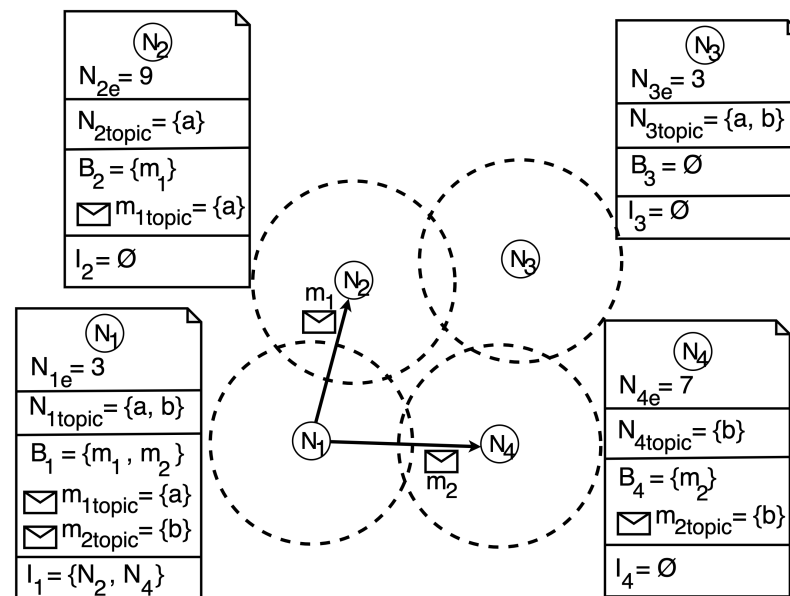 N2
N2e = 9
N2topic = {a}
B2 = {m1}
m1topic = {a}
I2 = Ø
N3
N3e = 3
N3topic = {a, b}
B3 = Ø
I3 = Ø
N1
N1e = 3
N1topic = {a, b}
B1 = {m1 , m2}
m1topic = {a}
m2topic = {b}
I1 = {N2, N4}
N4
N4e = 7
N4topic = {b}
B4 = {m2}
m2topic = {b}
I4 = Ø
N2
N3
m1
N1
N4
m2